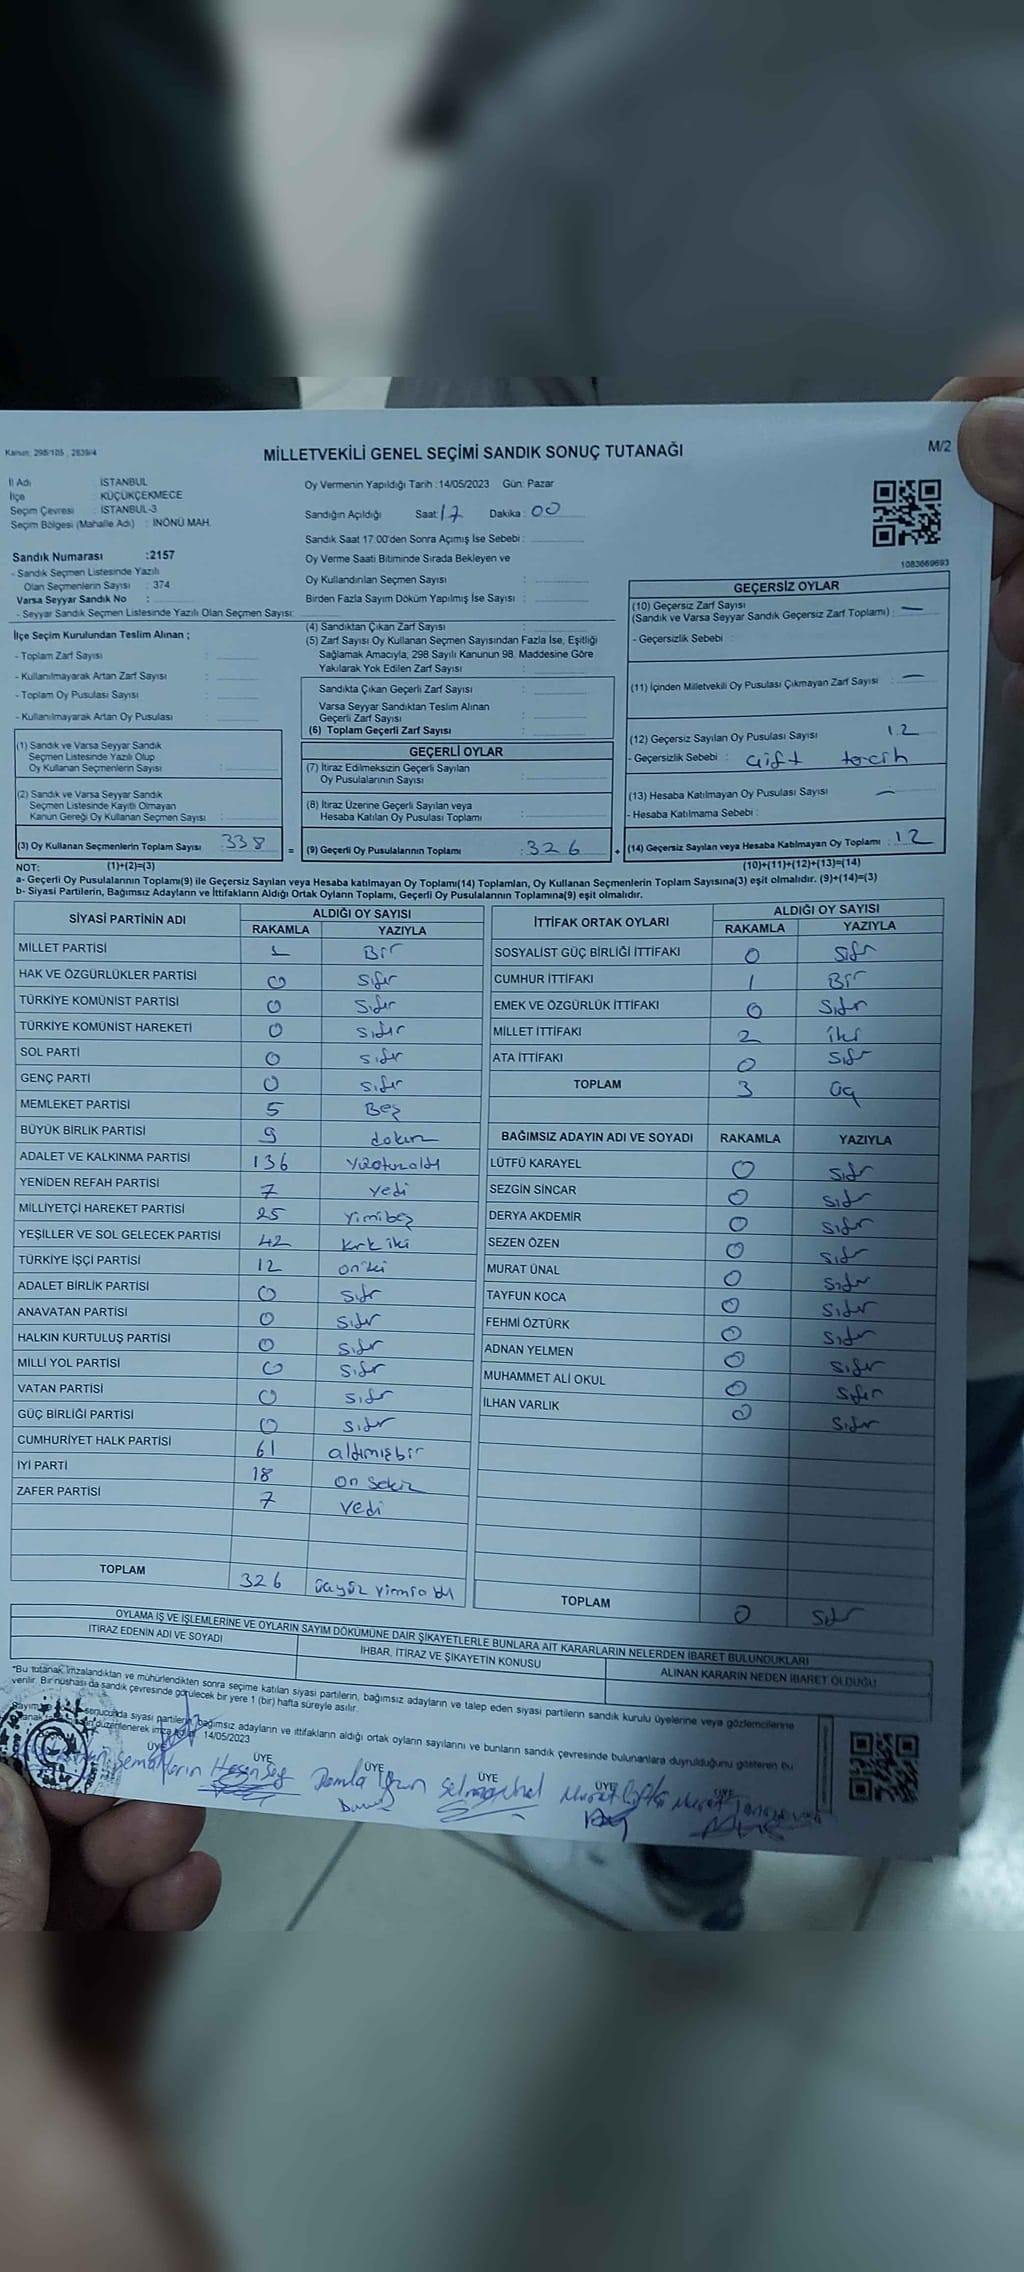 Kanun: 298/105 , 2839/4
MİLLETVEKİLİ GENEL SEÇİMİ SANDIK SONUÇ TUTANAĞI
M/2
İl Adı : İSTANBUL
İlçe : KÜÇÜKÇEKMECE
Seçim Çevresi : İSTANBUL-3
Seçim Bölgesi (Mahalle Adı) : İNÖNÜ MAH.
Sandık Numarası :2157
- Sandık Seçmen Listesinde Yazılı
Olan Seçmenlerin Sayısı : 374
Varsa Seyyar Sandık No :
- Seyyar Sandık Seçmen Listesinde Yazılı Olan Seçmen Sayısı:
Oy Vermenin Yapıldığı Tarih :14/05/2023 Gün: Pazar
Sandığın Açıldığı Saat: 17 Dakika : 00
Sandık Saat 17:00'den Sonra Açımış İse Sebebi :
Oy Verme Saati Bitiminde Sırada Bekleyen ve
Oy Kullandırılan Seçmen Sayısı :
Birden Fazla Sayım Döküm Yapılmış İse Sayısı :
1083669693
İlçe Seçim Kurulundan Teslim Alınan ;
- Toplam Zarf Sayısı :
- Kullanılmayarak Artan Zarf Sayısı :
- Toplam Oy Pusulası Sayısı :
- Kullanılmayarak Artan Oy Pusulası :
(4) Sandıktan Çıkan Zarf Sayısı :
(5) Zarf Sayısı Oy Kullanan Seçmen Sayısından Fazla İse, Eşitliği
Sağlamak Amacıyla, 298 Sayılı Kanunun 98. Maddesine Göre
Yakılarak Yok Edilen Zarf Sayısı :
Sandıkta Çıkan Geçerli Zarf Sayısı :
Varsa Seyyar Sandıktan Teslim Alınan
Geçerli Zarf Sayısı :
(6) Toplam Geçerli Zarf Sayısı :
GEÇERSİZ OYLAR
(10) Geçersiz Zarf Sayısı
(Sandık ve Varsa Seyyar Sandık Geçersiz Zarf Toplamı) : —
- Geçersizlik Sebebi :
(11) İçinden Milletvekili Oy Pusulası Çıkmayan Zarf Sayısı : —
(12) Geçersiz Sayılan Oy Pusulası Sayısı : 12
- Geçersizlik Sebebi : çift tercih
(13) Hesaba Katılmayan Oy Pusulası Sayısı : —
- Hesaba Katılmama Sebebi :
(14) Geçersiz Sayılan veya Hesaba Katılmayan Oy Toplamı : 12
(10)+(11)+(12)+(13)=(14)
(1) Sandık ve Varsa Seyyar Sandık
Seçmen Listesinde Yazılı Olup
Oy Kullanan Seçmenlerin Sayısı :
(2) Sandık ve Varsa Seyyar Sandık
Seçmen Listesinde Kayıtlı Olmayan
Kanun Gereği Oy Kullanan Seçmen Sayısı :
(3) Oy Kullanan Seçmenlerin Toplam Sayısı : 338 =
GEÇERLİ OYLAR
(7) İtiraz Edilmeksizin Geçerli Sayılan
Oy Pusulalarının Sayısı :
(8) İtiraz Üzerine Geçerli Sayılan veya
Hesaba Katılan Oy Pusulası Toplamı :
(9) Geçerli Oy Pusulalarının Toplamı : 326 +
NOT: (1)+(2)=(3)
a- Geçerli Oy Pusulalarının Toplamı(9) ile Geçersiz Sayılan veya Hesaba katılmayan Oy Toplamı(14) Toplamları, Oy Kullanan Seçmenlerin Toplam Sayısına(3) eşit olmalıdır. (9)+(14)=(3)
b- Siyasi Partilerin, Bağımsız Adayların ve İttifakların Aldığı Ortak Oyların Toplamı, Geçerli Oy Pusulalarının Toplamına(9) eşit olmalıdır.
SİYASİ PARTİNİN ADI ALDIĞI OY SAYISI
RAKAMLA YAZIYLA
MİLLET PARTİSİ 1 Bir
HAK VE ÖZGÜRLÜKLER PARTİSİ 0 Sıfır
TÜRKİYE KOMÜNİST PARTİSİ 0 Sıfır
TÜRKİYE KOMÜNİST HAREKETİ 0 Sıfır
SOL PARTİ 0 Sıfır
GENÇ PARTİ 0 Sıfır
MEMLEKET PARTİSİ 5 Beş
BÜYÜK BİRLİK PARTİSİ 9 dokuz
ADALET VE KALKINMA PARTİSİ 136 yüzotuzaltı
YENİDEN REFAH PARTİSİ 7 yedi
MİLLİYETÇİ HAREKET PARTİSİ 25 yimibeş
YEŞİLLER VE SOL GELECEK PARTİSİ 42 kırk iki
TÜRKİYE İŞÇİ PARTİSİ 12 oniki
ADALET BİRLİK PARTİSİ 0 Sıfır
ANAVATAN PARTİSİ 0 Sıfır
HALKIN KURTULUŞ PARTİSİ 0 Sıfır
MİLLİ YOL PARTİSİ 0 Sıfır
VATAN PARTİSİ 0 Sıfır
GÜÇ BİRLİĞİ PARTİSİ 0 Sıfır
CUMHURİYET HALK PARTİSİ 61 altımışbir
İYİ PARTİ 18 on sekiz
ZAFER PARTİSİ 7 yedi
TOPLAM 326
İTTİFAK ORTAK OYLARI ALDIĞI OY SAYISI
RAKAMLA YAZIYLA
SOSYALİST GÜÇ BİRLİĞİ İTTİFAKI 0 Sıfır
CUMHUR İTTİFAKI 1 Bir
EMEK VE ÖZGÜRLÜK İTTİFAKI 0 Sıfır
MİLLET İTTİFAKI 2 iki
ATA İTTİFAKI 0 Sıfır
TOPLAM 3 üç
BAĞIMSIZ ADAYIN ADI VE SOYADI RAKAMLA YAZIYLA
LÜTFÜ KARAYEL 0 Sıfır
SEZGİN SİNCAR 0 Sıfır
DERYA AKDEMİR 0 Sıfır
SEZEN ÖZEN 0 Sıfır
MURAT ÜNAL 0 Sıfır
TAYFUN KOCA 0 Sıfır
FEHMİ ÖZTÜRK 0 Sıfır
ADNAN YELMEN 0 Sıfır
MUHAMMET ALİ OKUL 0 Sıfır
İLHAN VARLIK 0 Sıfır
TOPLAM 0 Sıfır
OYLAMA İŞ VE İŞLEMLERİNE VE OYLARIN SAYIM DÖKÜMÜNE DAİR ŞİKAYETLERLE BUNLARA AİT KARARLARIN NELERDEN İBARET BULUNDUKLARI
İTİRAZ EDENİN ADI VE SOYADI İHBAR, İTİRAZ VE ŞİKAYETİN KONUSU ALINAN KARARIN NEDEN İBARET OLDUĞU
*Bu tutanak, imzalandıktan ve mühürlendikten sonra seçime katılan siyasi partilerin, bağımsız adayların ve talep eden siyasi partilerin sandık kurulu üyelerine veya gözlemcilerine
verilir. Bir nüshası da sandık çevresinde görülecek bir yere 1 (bir) hafta süreyle asılır.
sonucunda siyasi partilerin, bağımsız adayların ve ittifakların aldığı ortak oyların sayılarını ve bunların sandık çevresinde bulunanlara duyrulduğunu gösteren bu
düzenlenerek imza 14/05/2023
ÜYE ÜYE ÜYE ÜYE ÜYE ÜYE
Damla